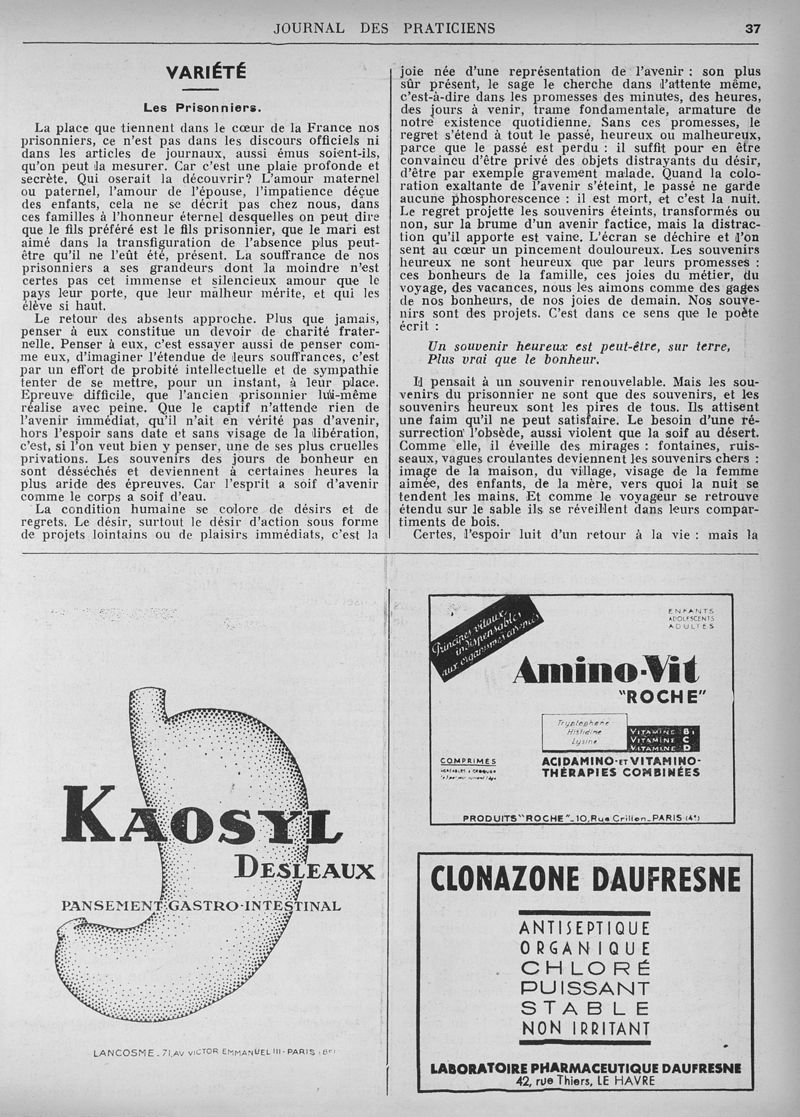 JOURNAL DES PRATICIENS
37
VARIÉTÉ
Les Prisonniers.
La place que tiennent dans le cœur de la France nos
prisonniers, ce n'est pas dans les discours officiels ni
dans les articles de journaux, aussi émus soient-ils,
qu'on peut la mesurer. Car c'est une plaie profonde et
secrète. Qui oserait la découvrir? L'amour maternel
ou paternel, l'amour de l'épouse, l'impatience déçue
des enfants, cela ne se décrit pas chez nous, dans
ces familles à l'honneur éternel desquelles on peut dire
que le fils préféré est le fils prisonnier, que le mari est
aimé dans la transfiguration de l'absence plus peut-
être qu'il ne l'eût été, présent. La souffrance de nos
prisonniers a ses grandeurs dont la moindre n'est
certes pas cet immense et silencieux amour que le
pays leur porte, que leur malheur mérite, et qui les
élève si haut.
Le retour des absents approche. Plus que jamais,
penser à eux constitue un devoir de charité frater-
nelle. Penser à eux, c'est essayer aussi de penser com-
me eux, d'imaginer l'étendue de leurs souffrances, c'est
par un effort de probité intellectuelle et de sympathie
tenter de se mettre, pour un instant, à leur place.
Epreuve difficile, que l'ancien prisonnier lui-même
réalise avec peine. Que le captif n'attende rien de
l'avenir immédiat, qu'il n'ait en vérité pas d'avenir,
hors l'espoir sans date et sans visage de la libération,
c'est, si l'on veut bien y penser, une de ses plus cruelles
privations. Les souvenirs des jours de bonheur en
sont désséchés et deviennent à certaines heures la
plus aride des épreuves. Car l'esprit a soif d'avenir
comme le corps a soif d'eau.
La condition humaine se colore de désirs et de
regrets. Le désir, surtout le désir d'action sous forme
de projets lointains ou de plaisirs immédiats, c'est la
joie née d'une représentation de l'avenir : son plus
sûr présent, le sage le cherche dans l'attente même,
c'est-à-dire dans les promesses des minutes, des heures,
des jours à venir, trame fondamentale, armature de
notre existence quotidienne. Sans ces promesses, le
regret s'étend à tout le passé, heureux ou malheureux,
parce que le passé est perdu : il suffit pour en être
convaincu d'être privé des objets distrayants du désir,
d'être par exemple gravement malade. Quand la colo-
ration exaltante de l'avenir s'éteint, le passé ne garde
aucune phosphorescence : il est mort, et c'est la nuit.
Le regret projette les souvenirs éteints, transformés ou
non, sur la brume d'un avenir factice, mais la distrac-
tion qu'il apporte est vaine. L'écran se déchire et l'on
sent au cœur un pincement douloureux. Les souvenirs
heureux ne sont heureux que par leurs promesses :
ces bonheurs de la famille, ces joies du métier, du
voyage, des vacances, nous les aimons comme des gages
de nos bonheurs, de nos joies de demain. Nos souve-
nirs sont des projets. C'est dans ce sens que le poète
écrit :
Un souvenir heureux est peut-être, sur terre,
Plus vrai que le bonheur.
Il pensait à un souvenir renouvelable. Mais les sou-
venirs du prisonnier ne sont que des souvenirs, et les
souvenirs heureux sont les pires de tous. Ils attisent
une faim qu'il ne peut satisfaire. Le besoin d'une ré-
surrection l'obsède, aussi violent que la soif au désert.
Comme elle, il éveille des mirages : fontaines, ruis-
seaux, vagues croulantes deviennent les souvenirs chers :
image de la maison, du village, visage de la femme
aimée, des enfants, de la mère, vers quoi la nuit se
tendent les mains. Et comme le voyageur se retrouve
étendu sur le sable ils se réveillent dans leurs compar-
timents de bois.
Certes, l'espoir luit d'un retour à la vie : mais la
KAOSYL
DESLEAUX
PANSEMENT GASTRO-INTESTINAL
LANCOSME. 71, AV VICTOR EMMANUEL III - PARIS (8e)
Principes vitaux
indispensables
aux organismes avenus
ENFANTS
ADOLESCENTS
ADULTES
Amino-Vit
"ROCHE"
Tryptophane
Histidine
Lysine
VITAMINE B1
VITAMINE C
VITAMINE D
COMPRIMÉS
ACIDAMINO-ET VITAMINO-
THÉRAPIES COMBINÉES
PRODUITS "ROCHE"_10, Rue Crillon_PARIS (4e)
CLONAZONE DAUFRESNE
ANTISEPTIQUE
ORGANIQUE
CHLORÉ
PUISSANT
STABLE
NON IRRITANT
LABORATOIRE PHARMACEUTIQUE DAUFRESNE
42, rue Thiers, LE HAVRE